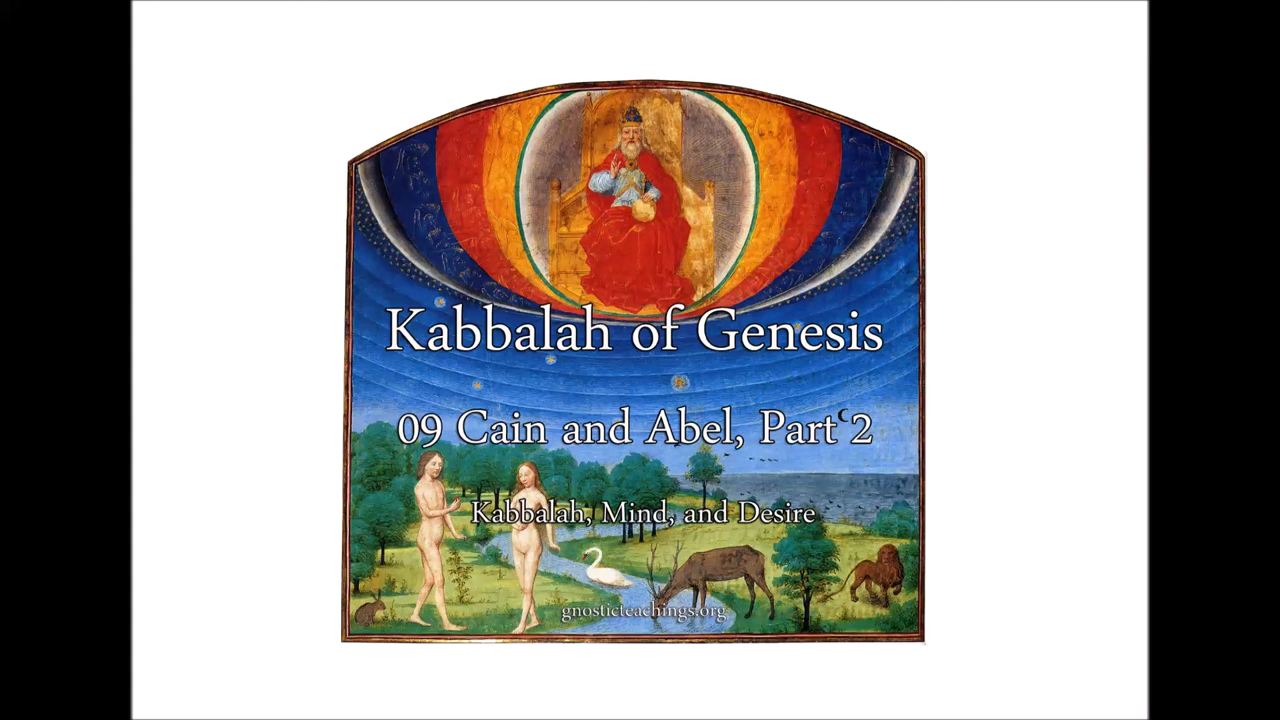 Kabbalah of Genesis
09 Cain and Abel, Part 2
Kabbalah, Mind, and Desire
gnosticteachings.org